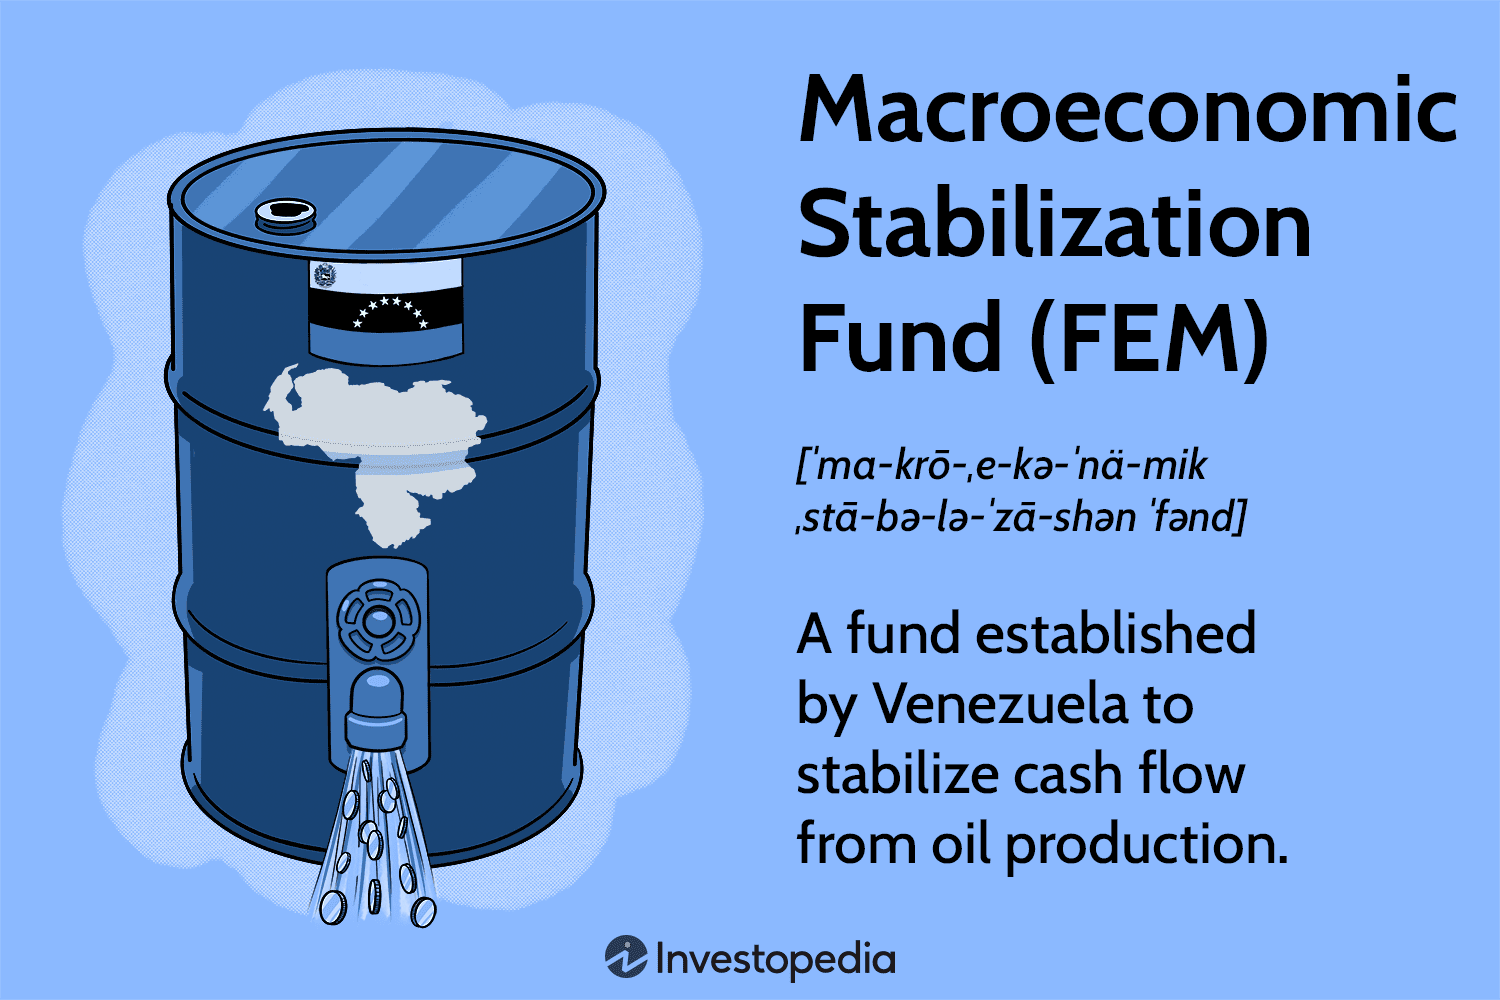 Macroeconomic
Stabilization
Fund (FEM)
[ˈma-krō-ˌe-kə-ˈnä-mik
ˌstā-bə-lə-ˈzā-shən ˈfənd]
A fund established
by Venezuela to
stabilize cash flow
from oil production.
Investopedia